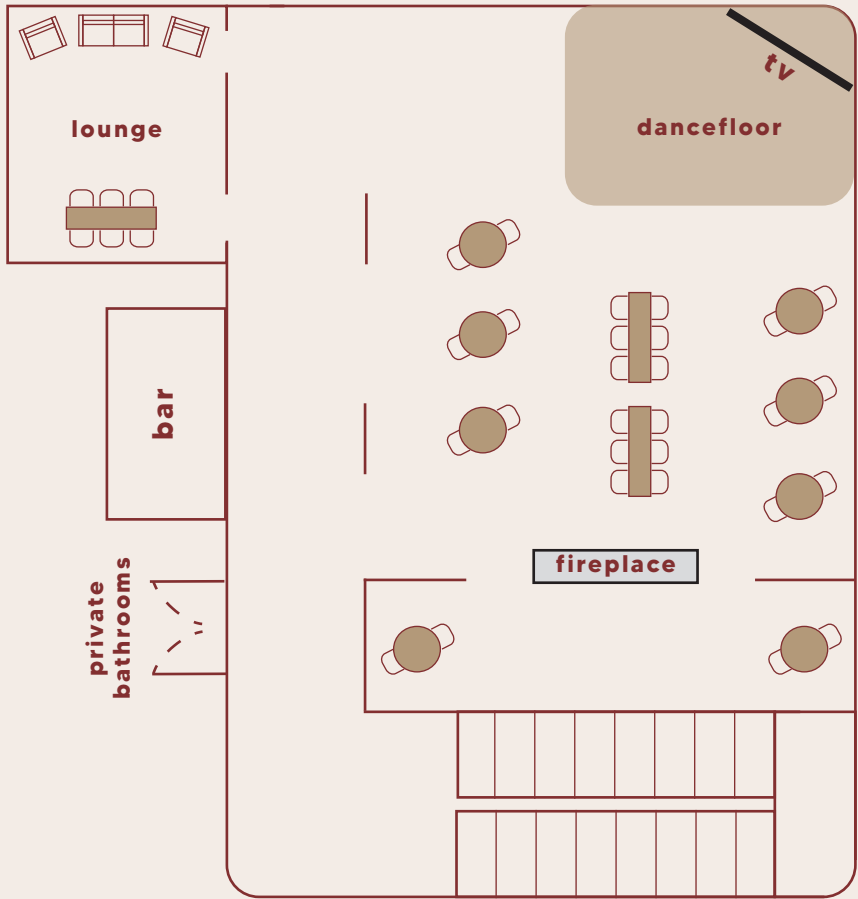 tv
dancefloor
lounge
bar
fireplace
private
bathrooms